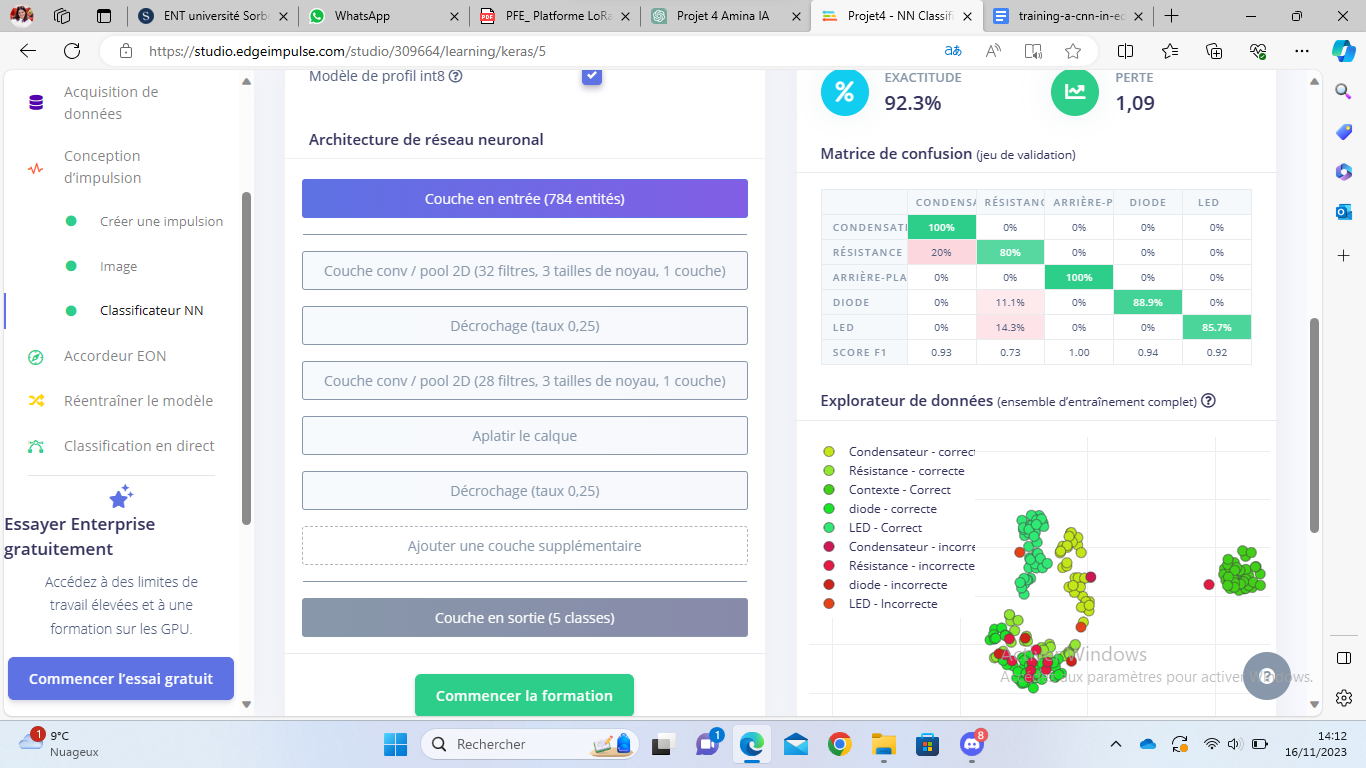 ENT université Sorbo
WhatsApp
PFE_ Platforme LoRa
Projet 4 Amina IA
Projet4 - NN Classifi
training-a-cnn-in-ed
https://studio.edgeimpulse.com/studio/309664/learning/keras/5
Acquisition de
données
Conception
d'impulsion
Créer une impulsion
Image
Classificateur NN
Accordeur EON
Réentraîner le modèle
Classification en direct
Essayer Enterprise
gratuitement
Accédez à des limites de
travail élevées et à une
formation sur les GPU.
Commencer l'essai gratuit
Modèle de profil int8
Architecture de réseau neuronal
Couche en entrée (784 entités)
Couche conv / pool 2D (32 filtres, 3 tailles de noyau, 1 couche)
Décrochage (taux 0,25)
Couche conv / pool 2D (28 filtres, 3 tailles de noyau, 1 couche)
Aplatir le calque
Décrochage (taux 0,25)
Ajouter une couche supplémentaire
Couche en sortie (5 classes)
Commencer la formation
EXACTITUDE
92.3%
PERTE
1,09
Matrice de confusion (jeu de validation)
CONDENSA RÉSISTANC ARRIÈRE-P DIODE LED
CONDENSATI 100% 0% 0% 0% 0%
RÉSISTANCE 20% 80% 0% 0% 0%
ARRIÈRE-PLA 0% 0% 100% 0% 0%
DIODE 0% 11.1% 0% 88.9% 0%
LED 0% 14.3% 0% 0% 85.7%
SCORE F1 0.93 0.73 1.00 0.94 0.92
Explorateur de données (ensemble d'entraînement complet)
Condensateur - correct
Résistance - correcte
Contexte - Correct
diode - correcte
LED - Correct
Condensateur - incorre
Résistance - incorrecte
diode - incorrecte
LED - Incorrecte
Activer Windows
Accédez aux paramètres pour activer Windows.
1
9°C
Nuageux
Rechercher
1
8
14:12
16/11/2023